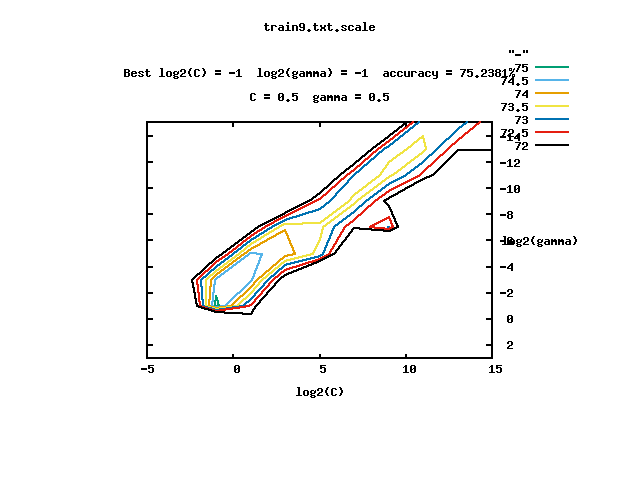 train9.txt.scale
"-"
Best log2(C) = -1  log2(gamma) = -1  accuracy = 75.2381%
75
74.5
C = 0.5  gamma = 0.5
74
73.5
73
72.5
-14
72
-12
-10
-8
-6
log2(gamma)
-4
-2
0
2
-5 0 5 10 15
log2(C)